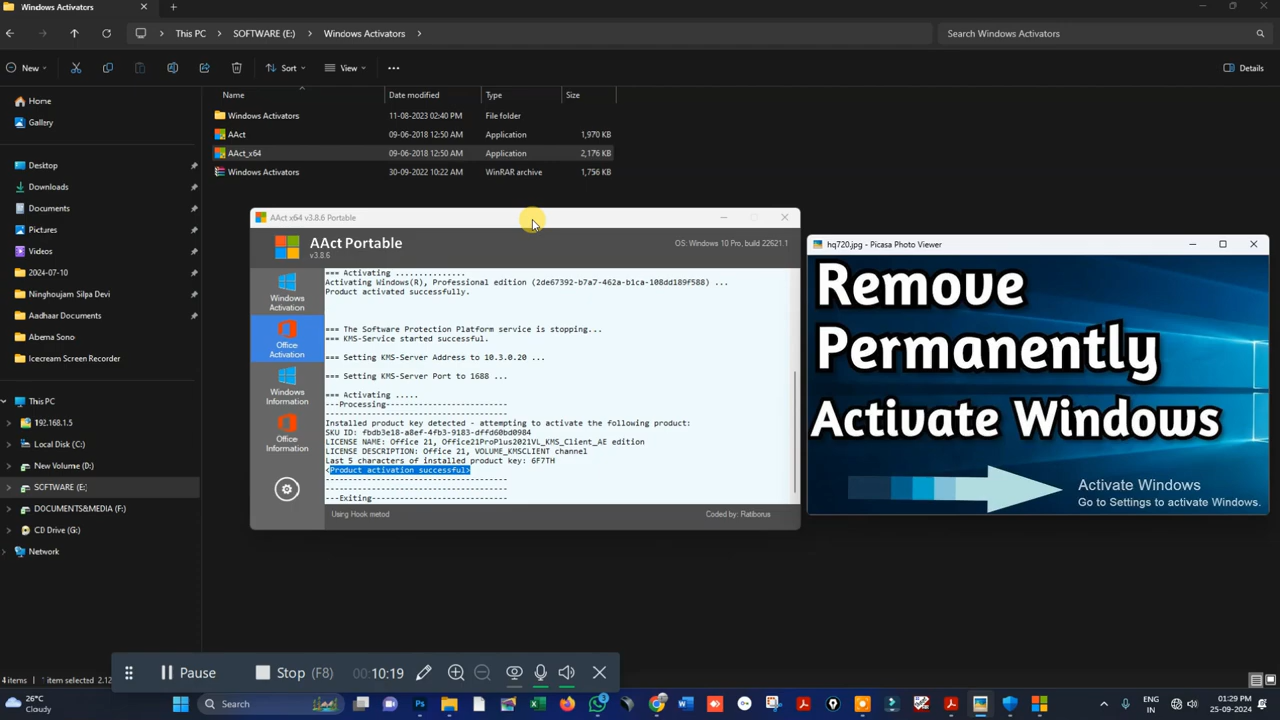 Windows Activators
This PC > SOFTWARE (E:) > Windows Activators >
Search Windows Activators
New
Sort
View
Details
Name
Date modified
Type
Size
Windows Activators 11-08-2023 02:40 PM File folder
AAct 09-06-2018 12:50 AM Application 1,970 KB
AAct_x64 09-06-2018 12:50 AM Application 2,176 KB
Windows Activators 30-09-2022 10:22 AM WinRAR archive 1,756 KB
Home
Gallery
Desktop
Downloads
Documents
Pictures
Videos
2024-07-10
Ninghoujam Silpa Devi
Aadhaar Documents
Abema Sono
Icecream Screen Recorder
This PC
192.168.1.5
Local Disk (C:)
New Volume (D:)
SOFTWARE (E:)
DOCUMENTS&MEDIA (F:)
CD Drive (G:)
Network
AAct x64 v3.8.6 Portable
AAct Portable
v3.8.6
OS: Windows 10 Pro, build 22621.1
Windows
Activation
Office
Activation
Windows
Information
Office
Information
=== Activating ...............
Activating Windows(R), Professional edition (2de67392-b7a7-462a-b1ca-108dd189f588) ...
Product activated successfully.
=== The Software Protection Platform service is stopping...
=== KMS-Service started successful.
=== Setting KMS-Server Address to 10.3.0.20 ...
=== Setting KMS-Server Port to 1688 ...
=== Activating .....
---Processing--------------------------
---------------------------------------
Installed product key detected - attempting to activate the following product:
SKU ID: fbdb3e18-a8ef-4fb3-9183-dffd60bd0984
LICENSE NAME: Office 21, Office21ProPlus2021VL_KMS_Client_AE edition
LICENSE DESCRIPTION: Office 21, VOLUME_KMSCLIENT channel
Last 5 characters of installed product key: 6F7TH
<Product activation successful>
---------------------------------------
---------------------------------------
---Exiting-----------------------------
Using Hook metod
Coded by: Ratiborus
hq720.jpg - Picasa Photo Viewer
Remove
Permanently
Activate Windows
Activate Windows
Go to Settings to activate Windows.
Pause
Stop (F8)
00:10:19
4 items
26°C
Cloudy
Search
3
ENG
IN
01:29 PM
25-09-2024